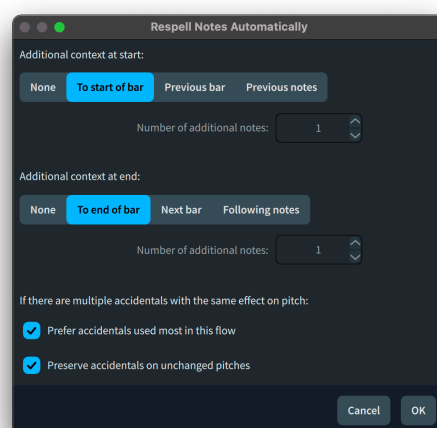 Respell Notes Automatically
Additional context at start:
None To start of bar Previous bar Previous notes
Number of additional notes: 1
Additional context at end:
None To end of bar Next bar Following notes
Number of additional notes: 1
If there are multiple accidentals with the same effect on pitch:
Prefer accidentals used most in this flow
Preserve accidentals on unchanged pitches
Cancel OK